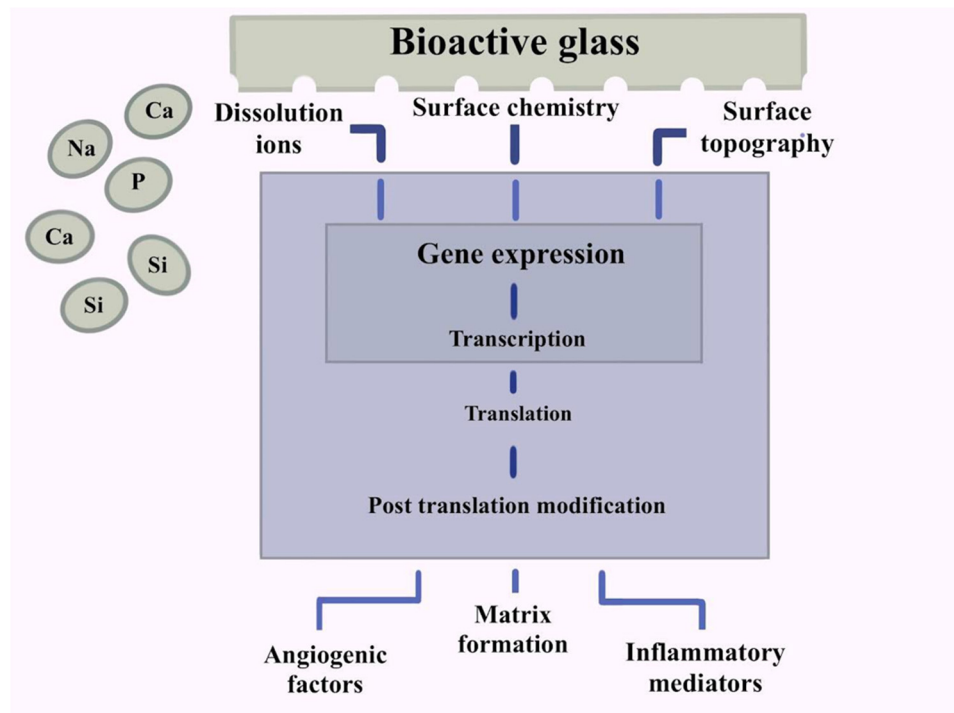 Bioactive glass
Dissolution
ions
Surface chemistry
Surface
topography
Ca
Na
P
Ca
Si
Si
Gene expression
Transcription
Translation
Post translation modification
Angiogenic
factors
Matrix
formation
Inflammatory
mediators